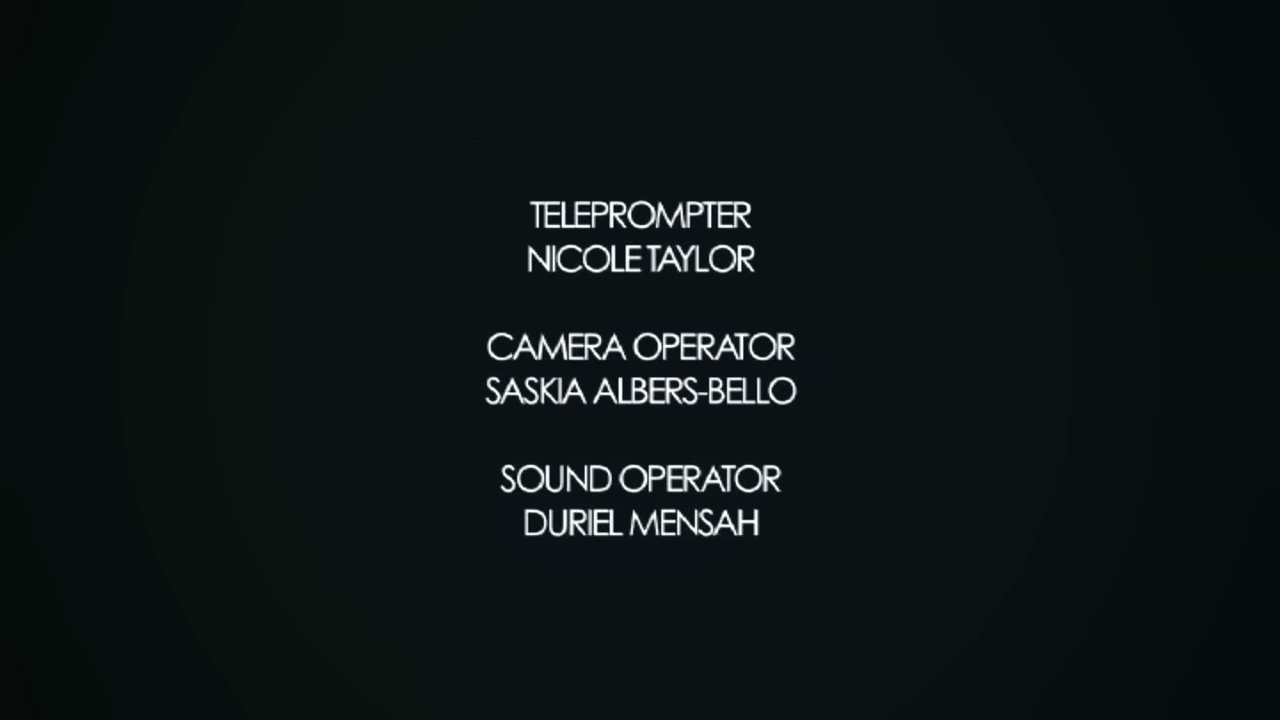 TELEPROMPTER
NICOLE TAYLOR
CAMERA OPERATOR
SASKIA ALBERS-BELLO
SOUND OPERATOR
DURIEL MENSAH